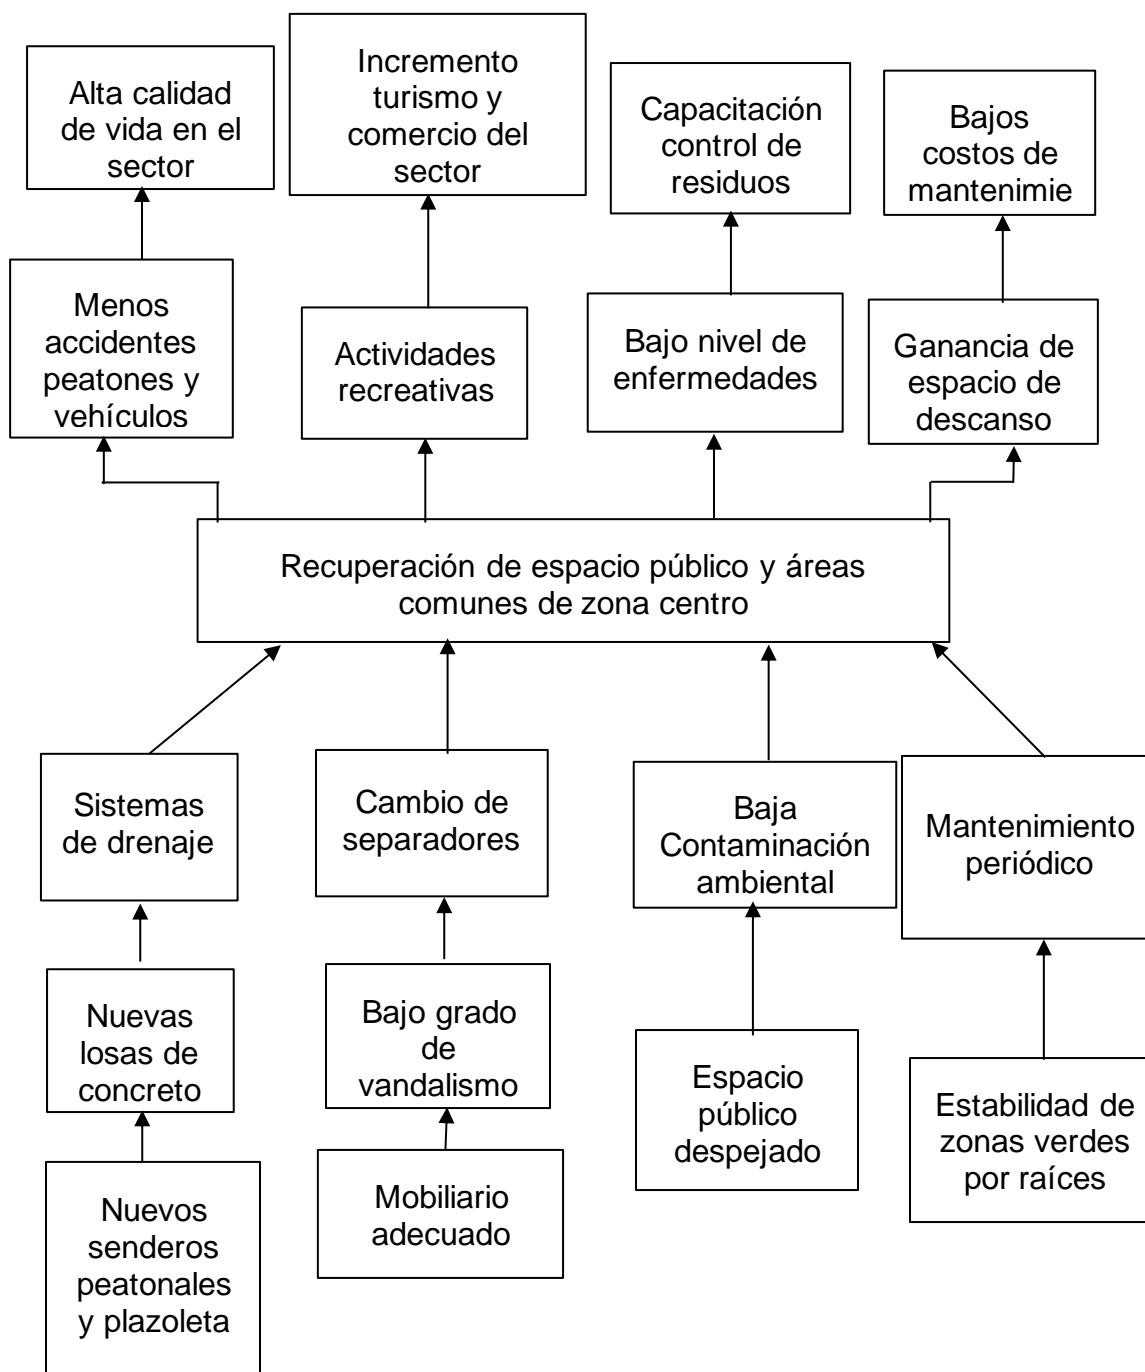 Alta calidad
de vida en el
sector
Incremento
turismo y
comercio del
sector
Capacitación
control de
residuos
Bajos
costos de
mantenimie
Menos
accidentes
peatones y
vehículos
Actividades
recreativas
Bajo nivel de
enfermedades
Ganancia de
espacio de
descanso
Recuperación de espacio público y áreas
comunes de zona centro
Sistemas
de drenaje
Cambio de
separadores
Baja
Contaminación
ambiental
Mantenimiento
periódico
Nuevas
losas de
concreto
Bajo grado
de
vandalismo
Espacio
público
despejado
Estabilidad de
zonas verdes
por raíces
Nuevos
senderos
peatonales
y plazoleta
Mobiliario
adecuado